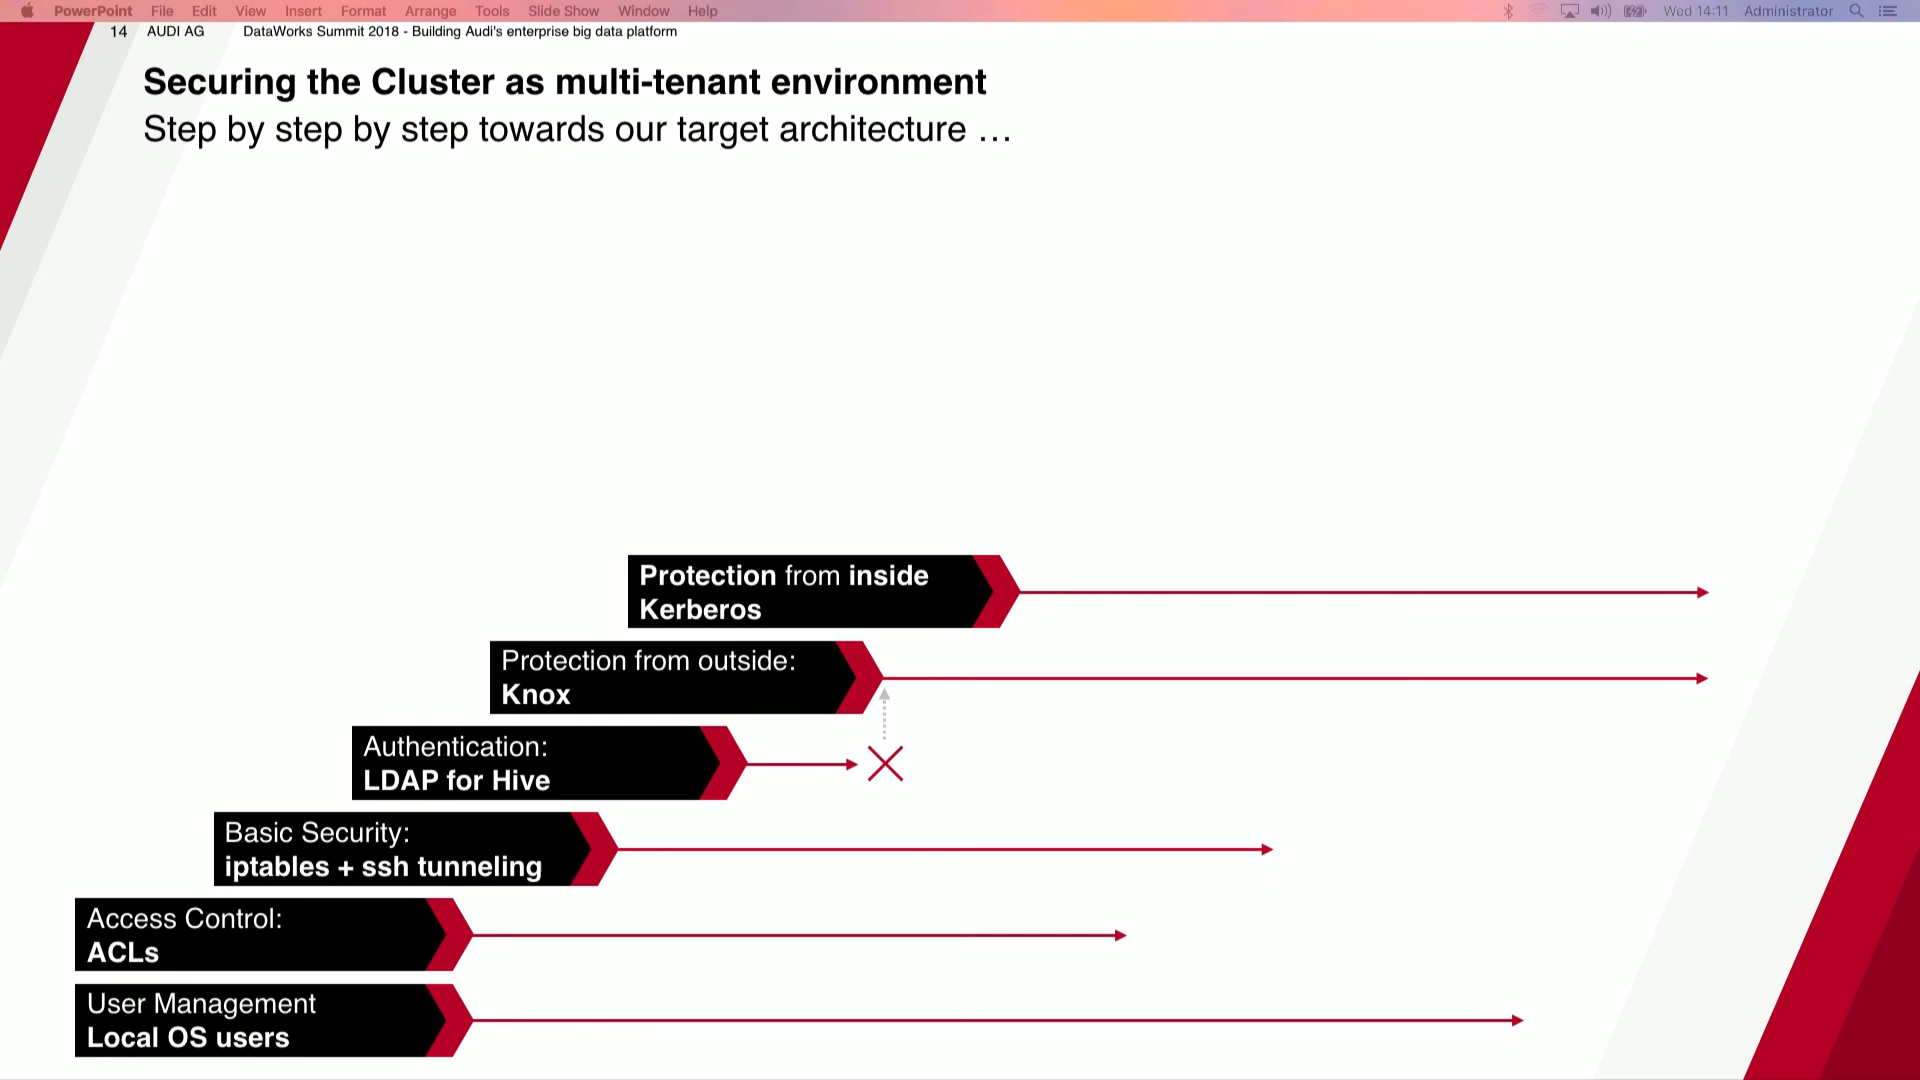 PowerPoint File Edit View Insert Format Arrange Tools Slide Show Window Help Wed 14:11 Administrator
14 AUDI AG DataWorks Summit 2018 - Building Audi's enterprise big data platform
Securing the Cluster as multi-tenant environment
Step by step by step towards our target architecture …
Protection from inside
Kerberos
Protection from outside:
Knox
Authentication:
LDAP for Hive
Basic Security:
iptables + ssh tunneling
Access Control:
ACLs
User Management
Local OS users